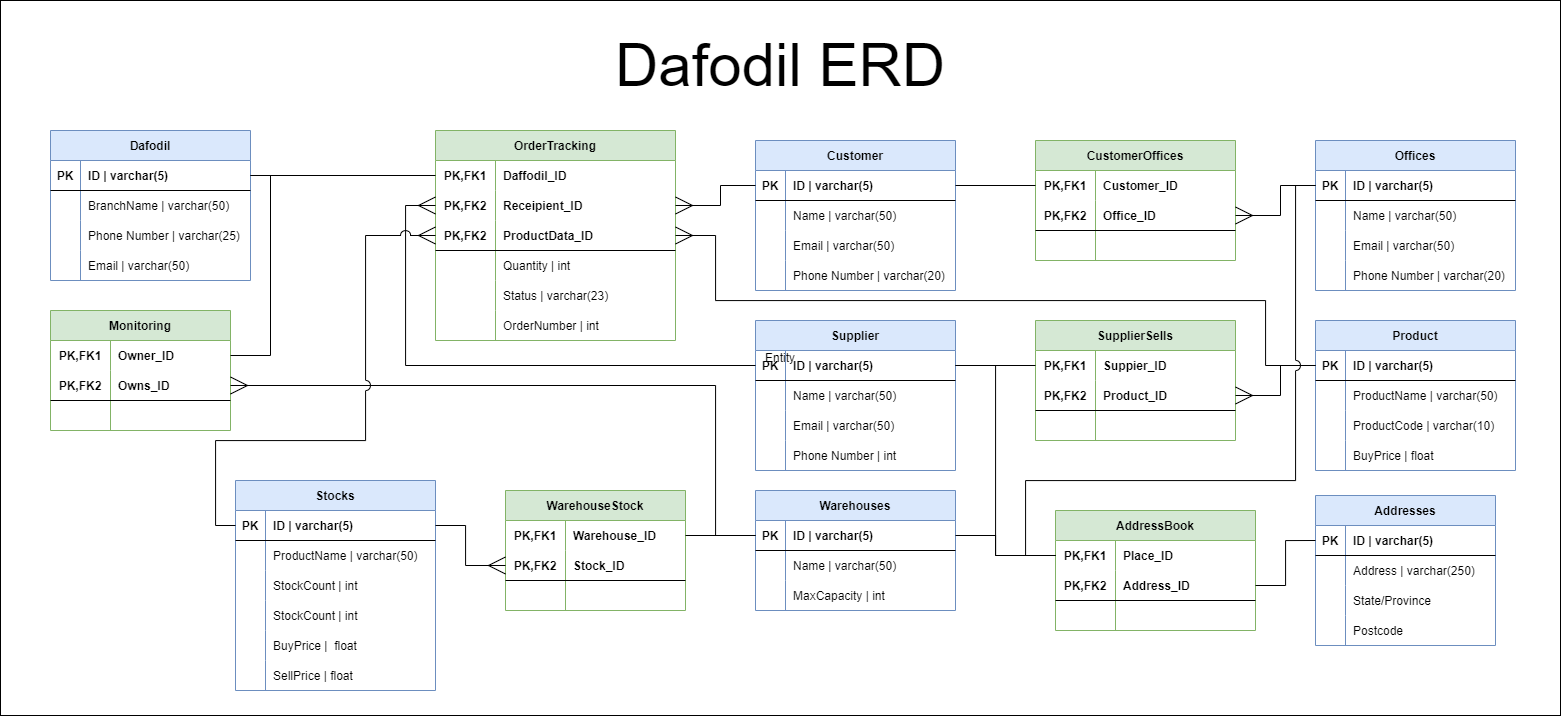 Dafodil ERD
Dafodil
PK ID | varchar(5)
BranchName | varchar(50)
Phone Number | varchar(25)
Email | varchar(50)
OrderTracking
PK,FK1 Daffodil_ID
PK,FK2 Receipient_ID
PK,FK2 ProductData_ID
Quantity | int
Status | varchar(23)
OrderNumber | int
Customer
PK ID | varchar(5)
Name | varchar(50)
Email | varchar(50)
Phone Number | varchar(20)
CustomerOffices
PK,FK1 Customer_ID
PK,FK2 Office_ID
Offices
PK ID | varchar(5)
Name | varchar(50)
Email | varchar(50)
Phone Number | varchar(20)
Monitoring
PK,FK1 Owner_ID
PK,FK2 Owns_ID
Supplier
Entity
PK ID | varchar(5)
Name | varchar(50)
Email | varchar(50)
Phone Number | int
SupplierSells
PK,FK1 Suppier_ID
PK,FK2 Product_ID
Product
PK ID | varchar(5)
ProductName | varchar(50)
ProductCode | varchar(10)
BuyPrice | float
Stocks
PK ID | varchar(5)
ProductName | varchar(50)
StockCount | int
StockCount | int
BuyPrice | float
SellPrice | float
WarehouseStock
PK,FK1 Warehouse_ID
PK,FK2 Stock_ID
Warehouses
PK ID | varchar(5)
Name | varchar(50)
MaxCapacity | int
AddressBook
PK,FK1 Place_ID
PK,FK2 Address_ID
Addresses
PK ID | varchar(5)
Address | varchar(250)
State/Province
Postcode